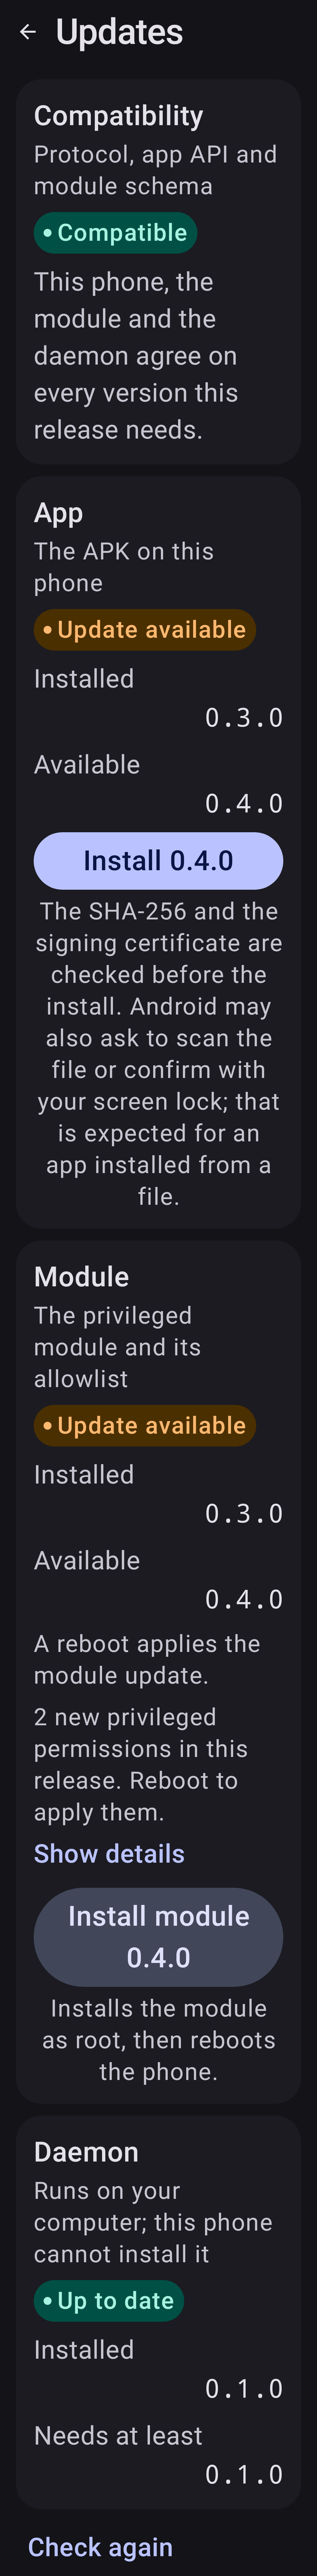 Updates
Compatibility
Protocol, app API and
module schema
• Compatible
This phone, the
module and the
daemon agree on
every version this
release needs.
App
The APK on this
phone
• Update available
Installed
0.3.0
Available
0.4.0
Install 0.4.0
The SHA-256 and the
signing certificate are
checked before the
install. Android may
also ask to scan the
file or confirm with
your screen lock; that
is expected for an
app installed from a
file.
Module
The privileged
module and its
allowlist
• Update available
Installed
0.3.0
Available
0.4.0
A reboot applies the
module update.
2 new privileged
permissions in this
release. Reboot to
apply them.
Show details
Install module
0.4.0
Installs the module
as root, then reboots
the phone.
Daemon
Runs on your
computer; this phone
cannot install it
• Up to date
Installed
0.1.0
Needs at least
0.1.0
Check again